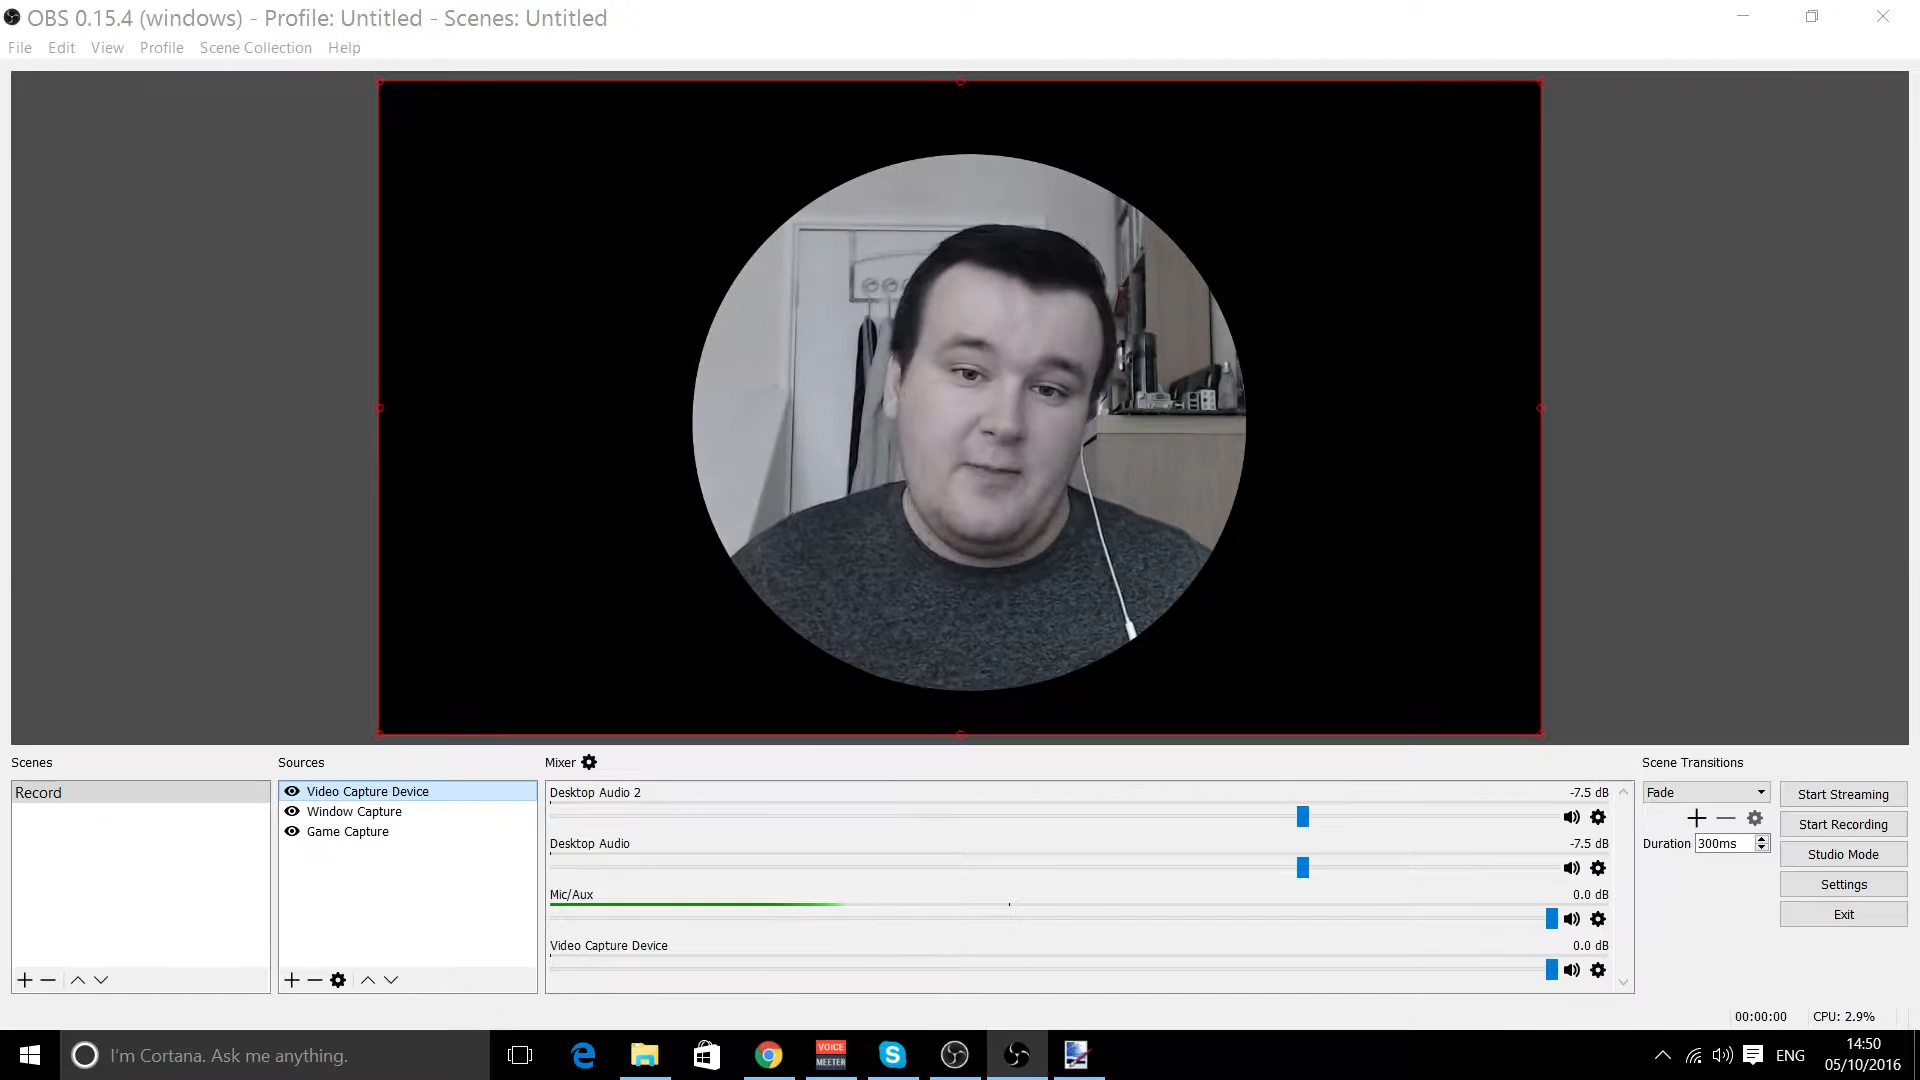 OBS 0.15.4 (windows) - Profile: Untitled - Scenes: Untitled
File Edit View Profile Scene Collection Help
Scenes
Record
Sources
Video Capture Device
Window Capture
Game Capture
Mixer
Desktop Audio 2 -7.5 dB
Desktop Audio -7.5 dB
Mic/Aux 0.0 dB
Video Capture Device 0.0 dB
Scene Transitions
Fade
Duration 300ms
Start Streaming
Start Recording
Studio Mode
Settings
Exit
00:00:00 CPU: 2.9%
I'm Cortana. Ask me anything.
VOICE
MEETER
ENG
14:50
05/10/2016